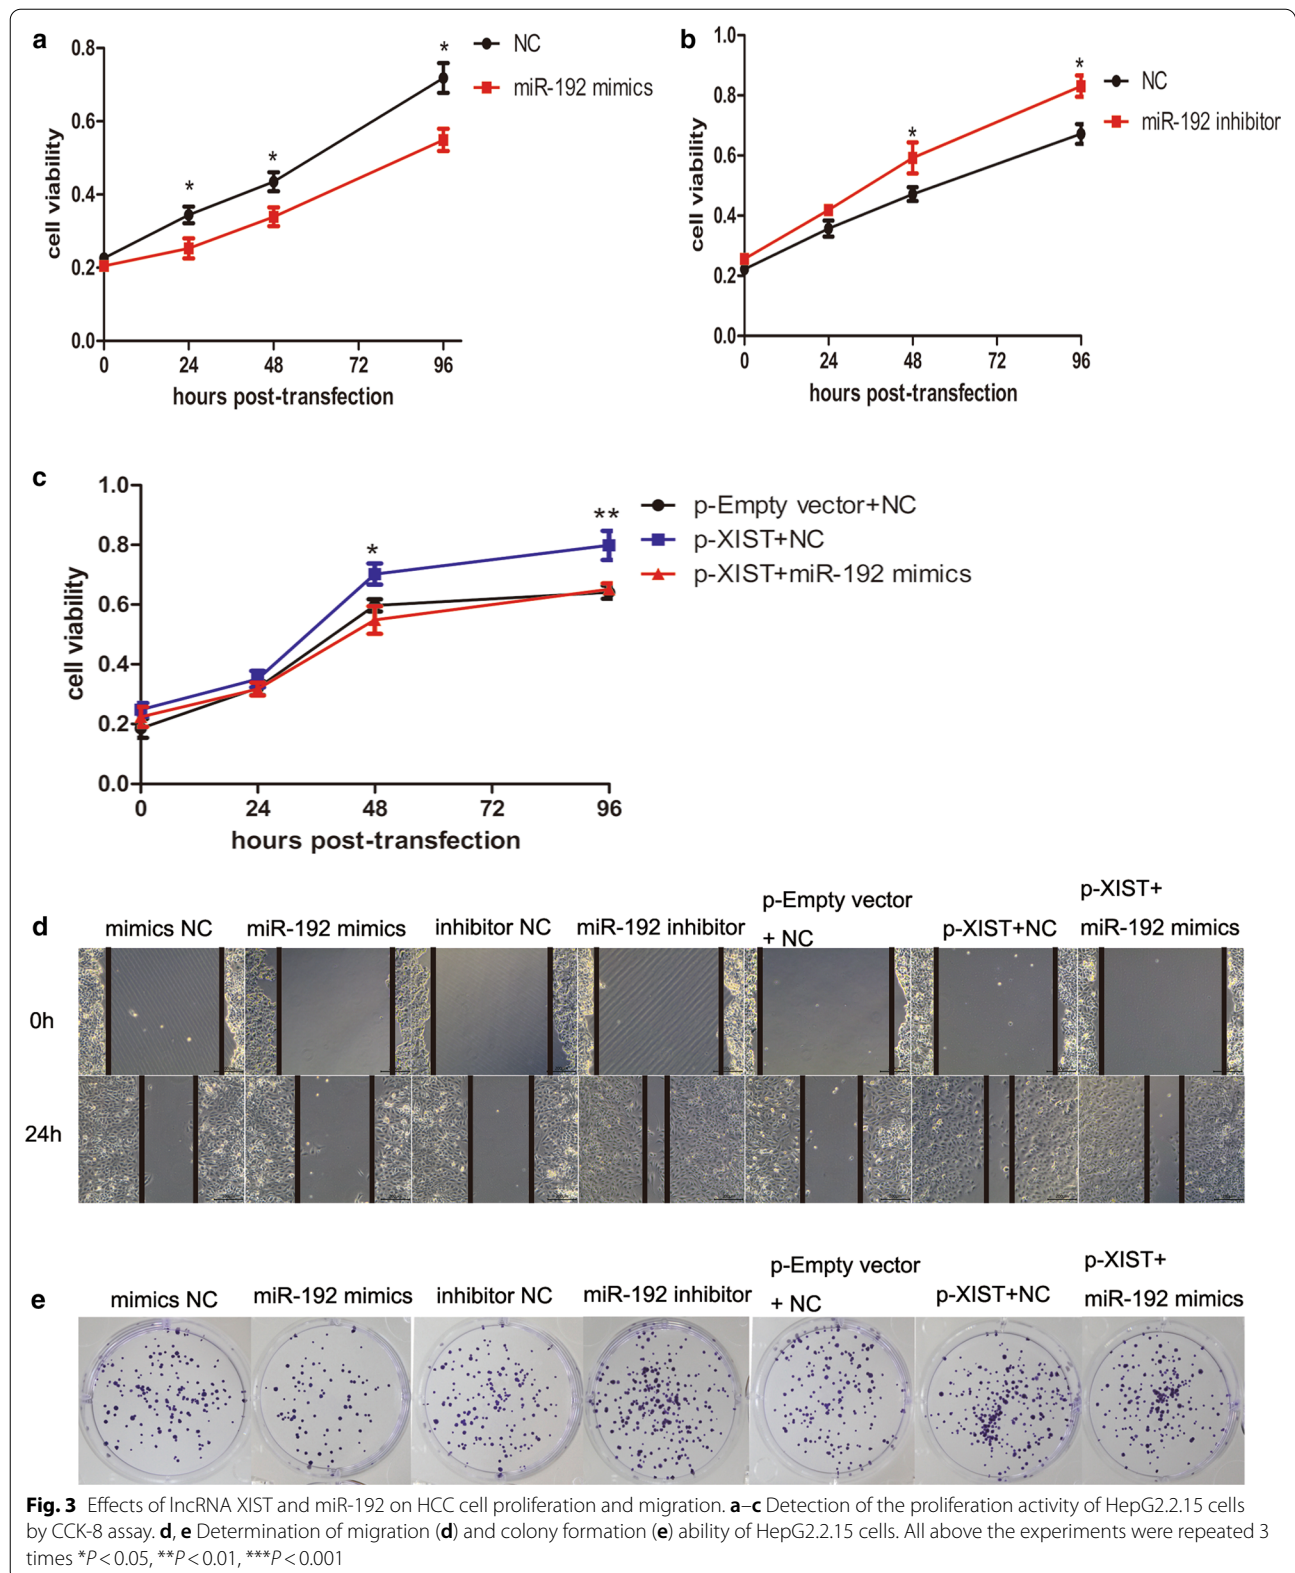 a
0.8
0.6
0.4
0.2
0.0
cell viability
0 24 48 72 96
hours post-transfection
* * *
NC
miR-192 mimics
b
1.0
0.8
0.6
0.4
0.2
0.0
cell viability
0 24 48 72 96
hours post-transfection
* *
NC
miR-192 inhibitor
c
1.0
0.8
0.6
0.4
0.2
0.0
cell viability
0 24 48 72 96
hours post-transfection
* **
p-Empty vector+NC
p-XIST+NC
p-XIST+miR-192 mimics
d
mimics NC
miR-192 mimics
inhibitor NC
miR-192 inhibitor
p-Empty vector
+ NC
p-XIST+NC
p-XIST+
miR-192 mimics
0h
24h
e
mimics NC
miR-192 mimics
inhibitor NC
miR-192 inhibitor
p-Empty vector
+ NC
p-XIST+NC
p-XIST+
miR-192 mimics
Fig. 3 Effects of lncRNA XIST and miR-192 on HCC cell proliferation and migration. a–c Detection of the proliferation activity of HepG2.2.15 cells
by CCK-8 assay. d, e Determination of migration (d) and colony formation (e) ability of HepG2.2.15 cells. All above the experiments were repeated 3
times *P < 0.05, **P < 0.01, ***P < 0.001